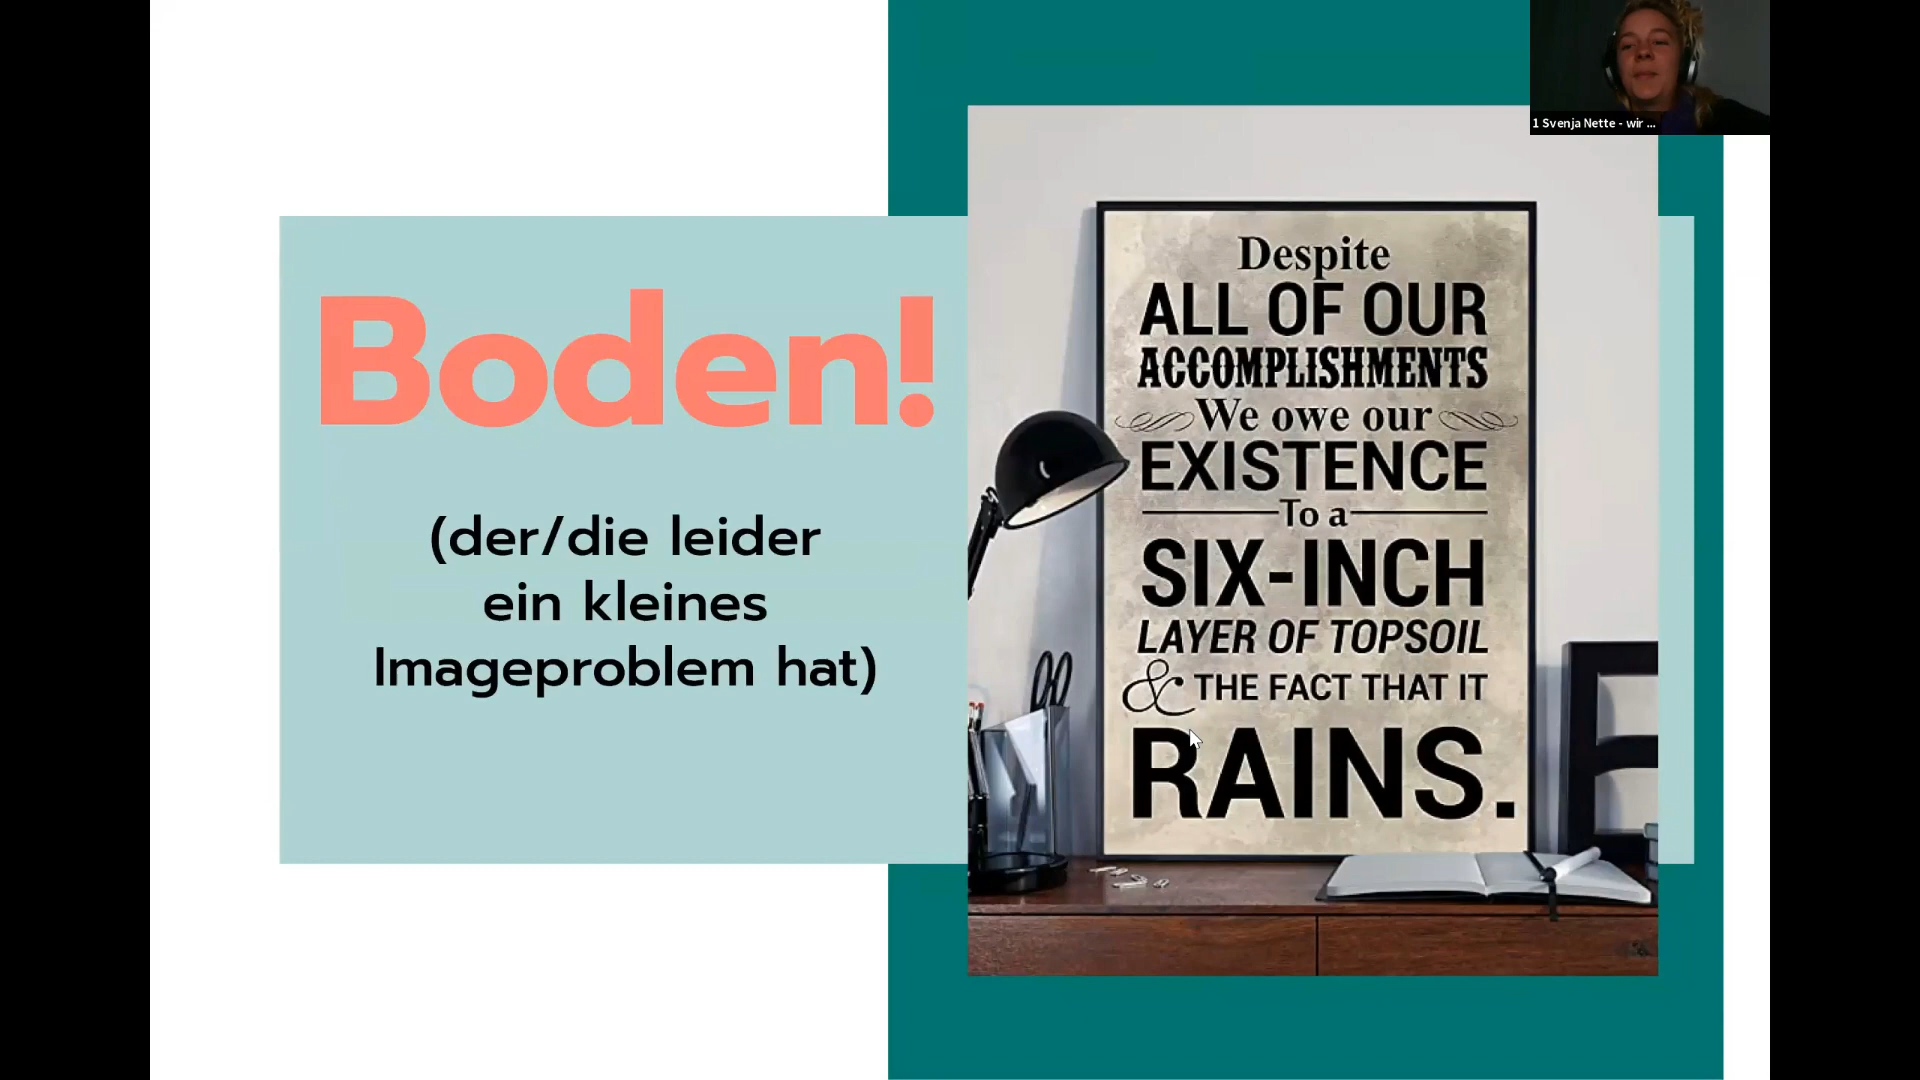 Boden!
(der/die leider
ein kleines
Imageproblem hat)
Despite
ALL OF OUR
ACCOMPLISHMENTS
We owe our
EXISTENCE
To a
SIX-INCH
LAYER OF TOPSOIL
& THE FACT THAT IT
RAINS.
1 Svenja Nette - wir ...